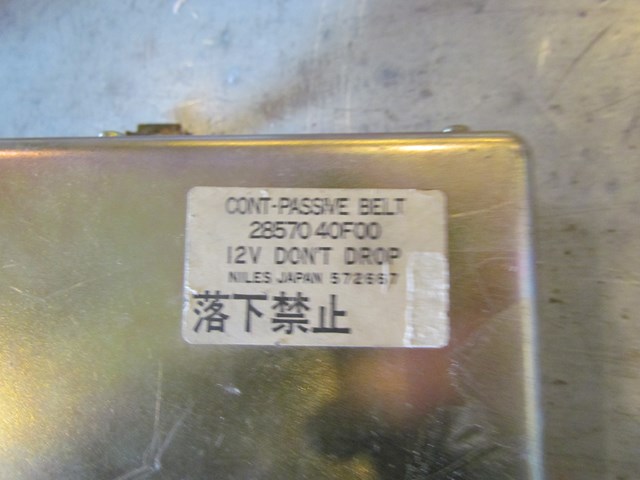 CONT-PASSIVE BELT
28570 40F00
12V DON'T DROP
NILES JAPAN 572667
落下禁止